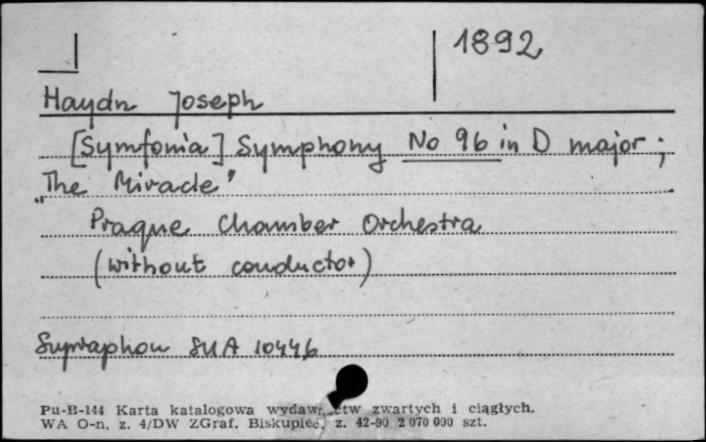 1892
Haydn Joseph
[Symfonia] Symphony No 96 in D major;
"The Miracle"
Prague Chamber Orchestra
(without conductor)
Supraphon SUA 10446
Pu-B-144 Karta katalogowa wydawnictw zwartych i ciągłych.
WA O-n, z. 4/DW ZGraf. Biskupiec, z. 42-90 2 070 000 szt.